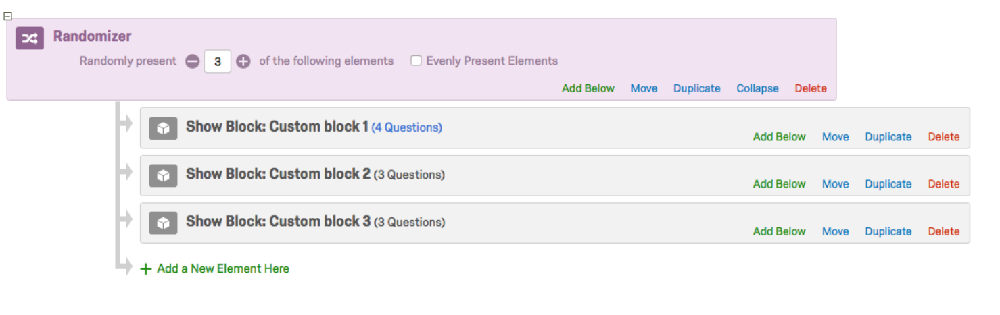 Randomizer
Randomly present 3 of the following elements Evenly Present Elements
Add Below Move Duplicate Collapse Delete
Show Block: Custom block 1 (4 Questions)
Add Below Move Duplicate Delete
Show Block: Custom block 2 (3 Questions)
Add Below Move Duplicate Delete
Show Block: Custom block 3 (3 Questions)
Add Below Move Duplicate Delete
+ Add a New Element Here